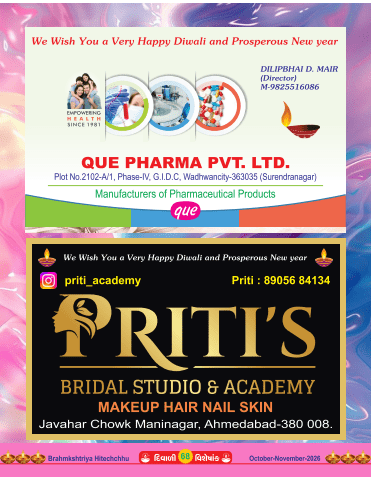 We Wish You a Very Happy Diwali and Prosperous New year
DILIPBHAI D. MAIR
(Director)
M-9825516086
EMPOWERING
HEALTH
SINCE 1981
QUE PHARMA PVT. LTD.
Plot No.2102-A/1, Phase-IV, G.I.D.C, Wadhwancity-363035 (Surendranagar)
Manufacturers of Pharmaceutical Products
que
We Wish You a Very Happy Diwali and Prosperous New year
priti_academy
Priti : 89056 84134
PRITI'S
BRIDAL STUDIO & ACADEMY
MAKEUP HAIR NAIL SKIN
Javahar Chowk Maninagar, Ahmedabad-380 008.
Brahmkshtriya Hitechchhu દિવાળી 68 વિશેષાંક October-November-2026